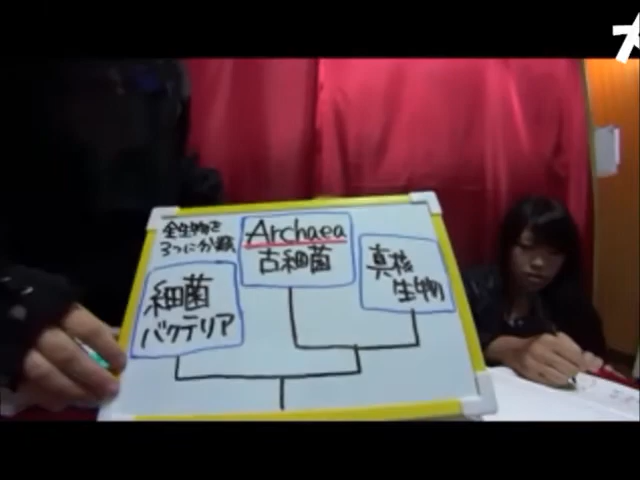 全生物を
3つに分類
Archaea
古細菌
真核
生物
細菌
バクテリア